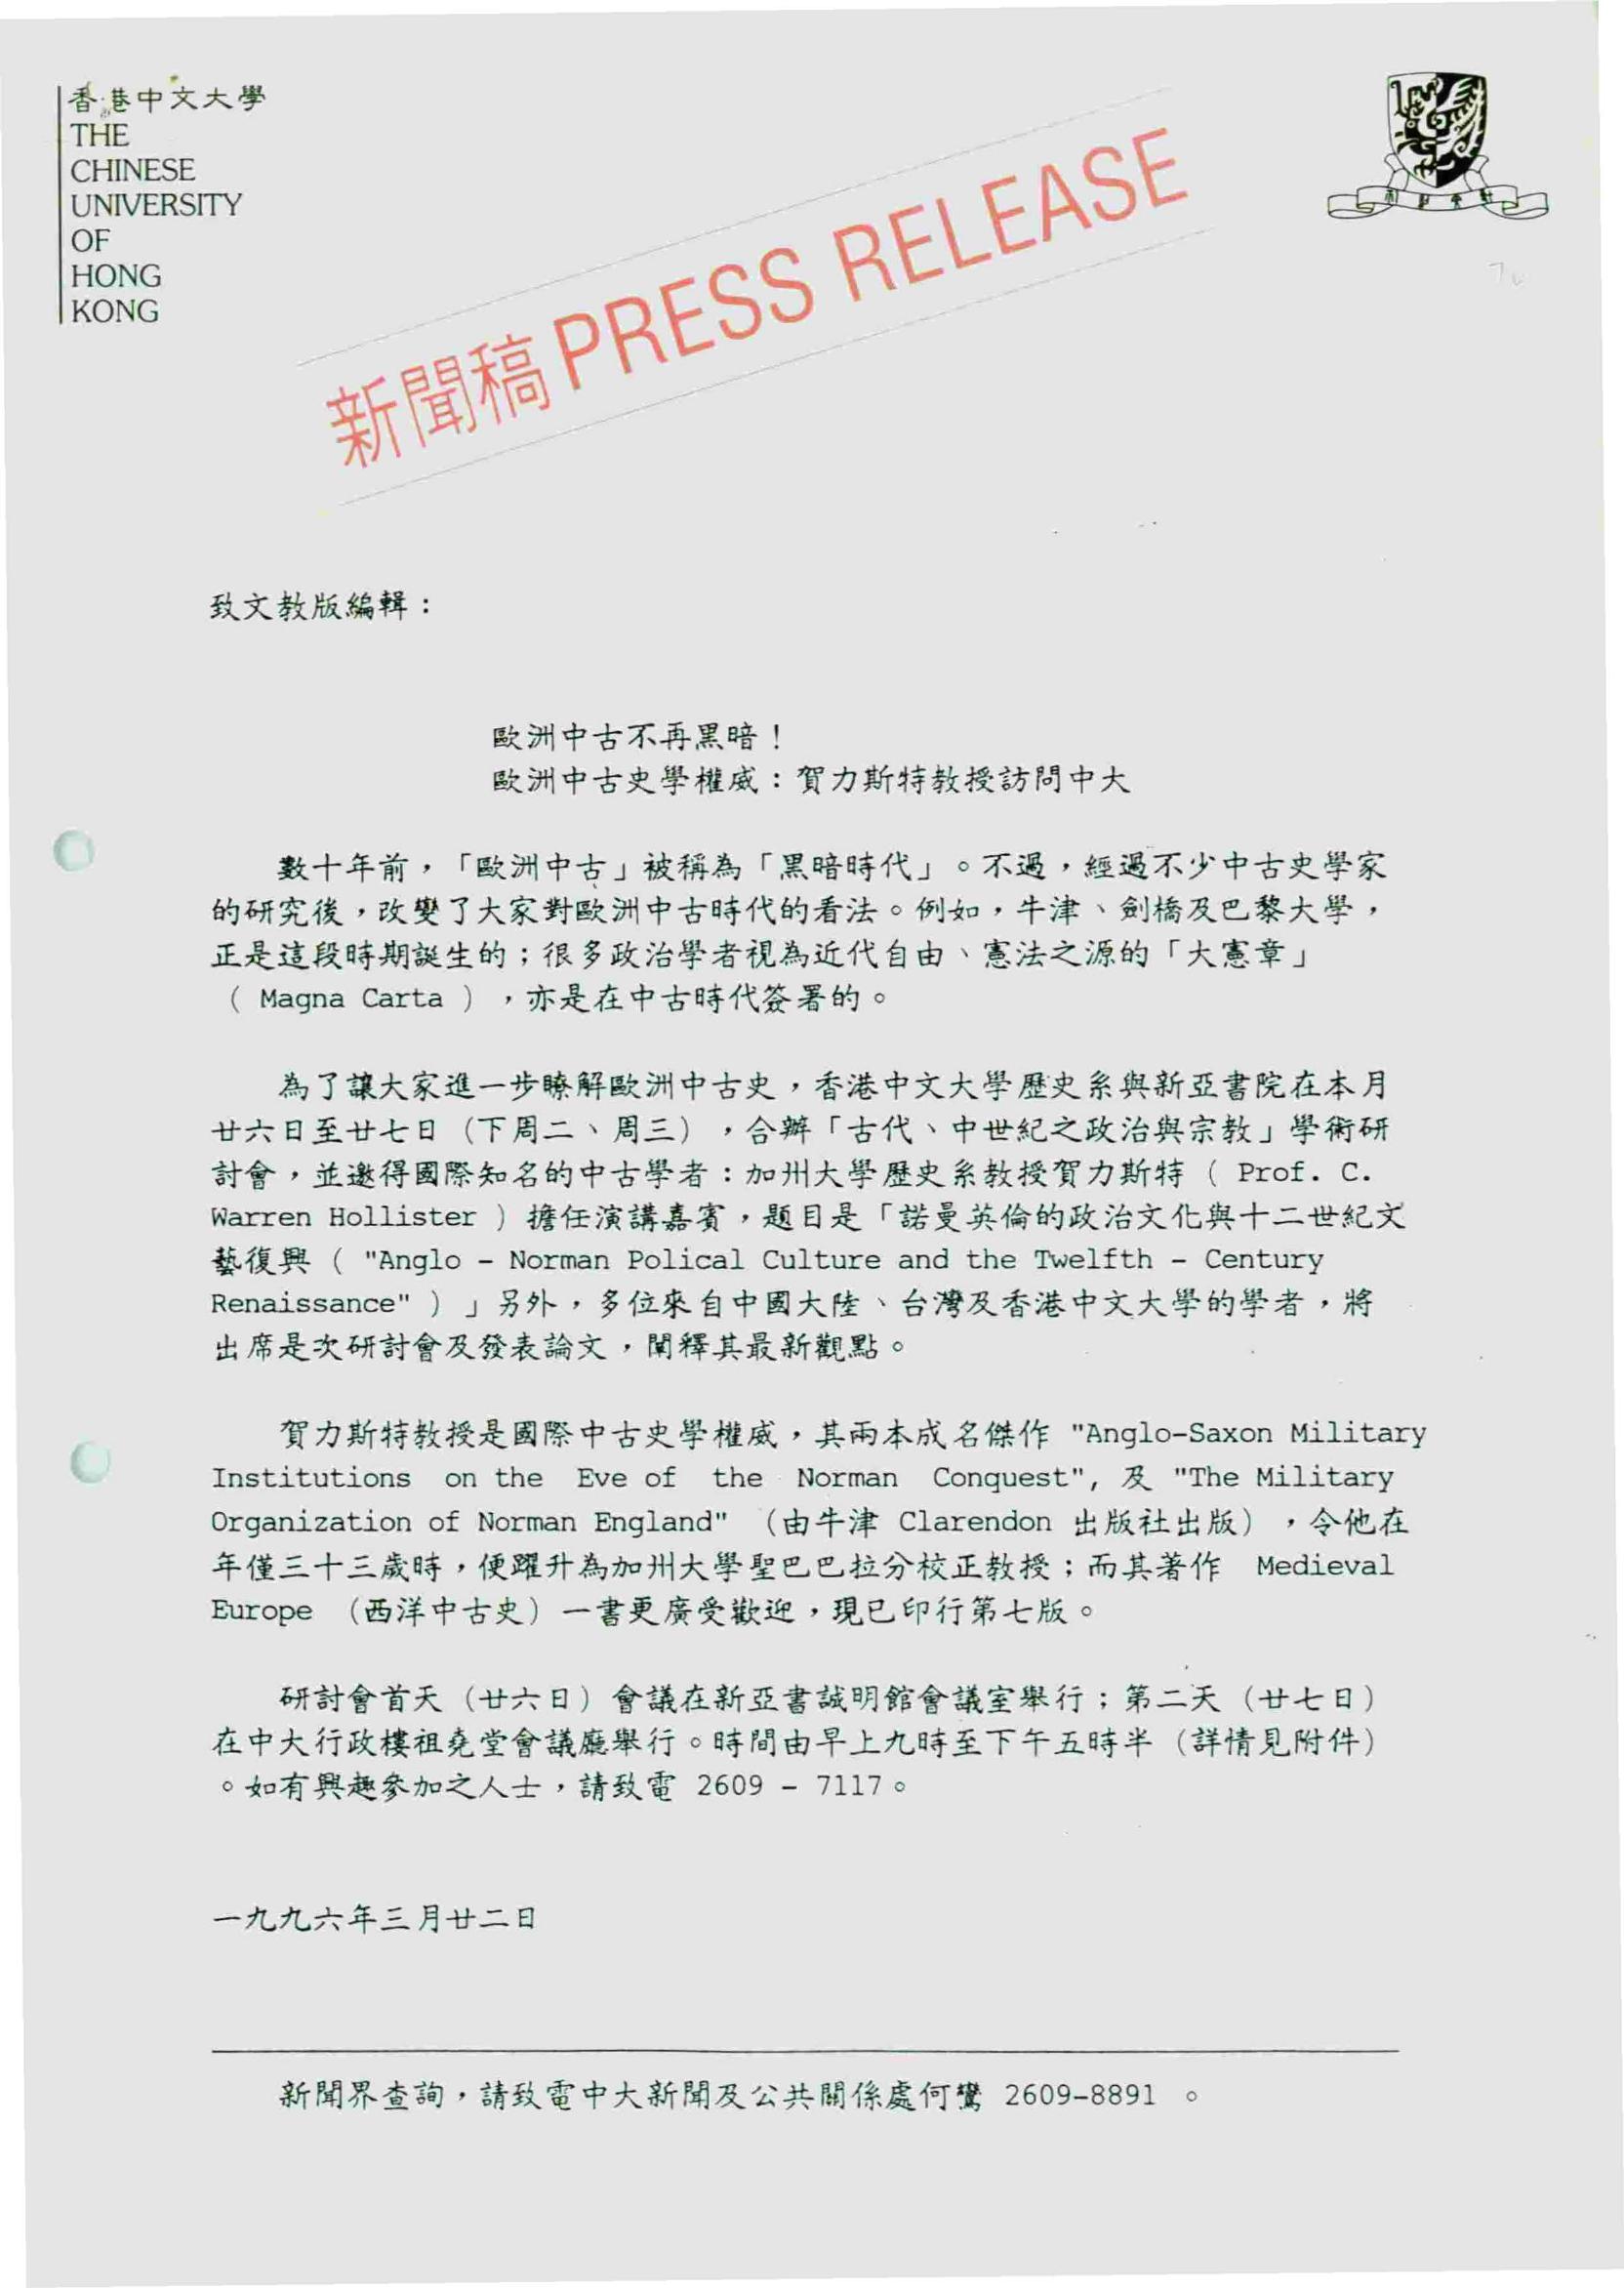 香港中文大學
THE
CHINESE
UNIVERSITY
OF
HONG
KONG
新聞稿 PRESS RELEASE
致文教版編輯：
歐洲中古不再黑暗！
歐洲中古史學權威：賀力斯特教授訪問中大
數十年前，「歐洲中古」被稱為「黑暗時代」。不過，經過不少中古史學家
的研究後，改變了大家對歐洲中古時代的看法。例如，牛津、劍橋及巴黎大學，
正是這段時期誕生的；很多政治學者視為近代自由、憲法之源的「大憲章」
（ Magna Carta ），亦是在中古時代簽署的。
為了讓大家進一步瞭解歐洲中古史，香港中文大學歷史系與新亞書院在本月
廿六日至廿七日（下周二、周三），合辦「古代、中世紀之政治與宗教」學術研
討會，並邀得國際知名的中古學者：加州大學歷史系教授賀力斯特（ Prof. C.
Warren Hollister ）擔任演講嘉賓，題目是「諾曼英倫的政治文化與十二世紀文
藝復興（ "Anglo - Norman Polical Culture and the Twelfth - Century
Renaissance" ）」另外，多位來自中國大陸、台灣及香港中文大學的學者，將
出席是次研討會及發表論文，闡釋其最新觀點。
賀力斯特教授是國際中古史學權威，其兩本成名傑作 "Anglo-Saxon Military
Institutions on the Eve of the Norman Conquest", 及 "The Military
Organization of Norman England" （由牛津 Clarendon 出版社出版），令他在
年僅三十三歲時，便躍升為加州大學聖巴巴拉分校正教授；而其著作 Medieval
Europe （西洋中古史）一書更廣受歡迎，現已印行第七版。
研討會首天（廿六日）會議在新亞書誠明館會議室舉行；第二天（廿七日）
在中大行政樓祖堯堂會議廳舉行。時間由早上九時至下午五時半（詳情見附件）
。如有興趣參加之人士，請致電 2609 - 7117。
一九九六年三月廿二日
新聞界查詢，請致電中大新聞及公共關係處何鸞 2609-8891 。